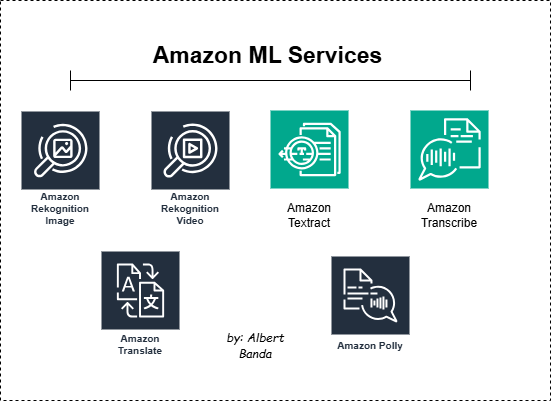 Amazon ML Services
Amazon
Rekognition
Image
Amazon
Rekognition
Video
Amazon
Textract
Amazon
Transcribe
T
A
文
Amazon
Translate
by: Albert
Banda
Amazon Polly